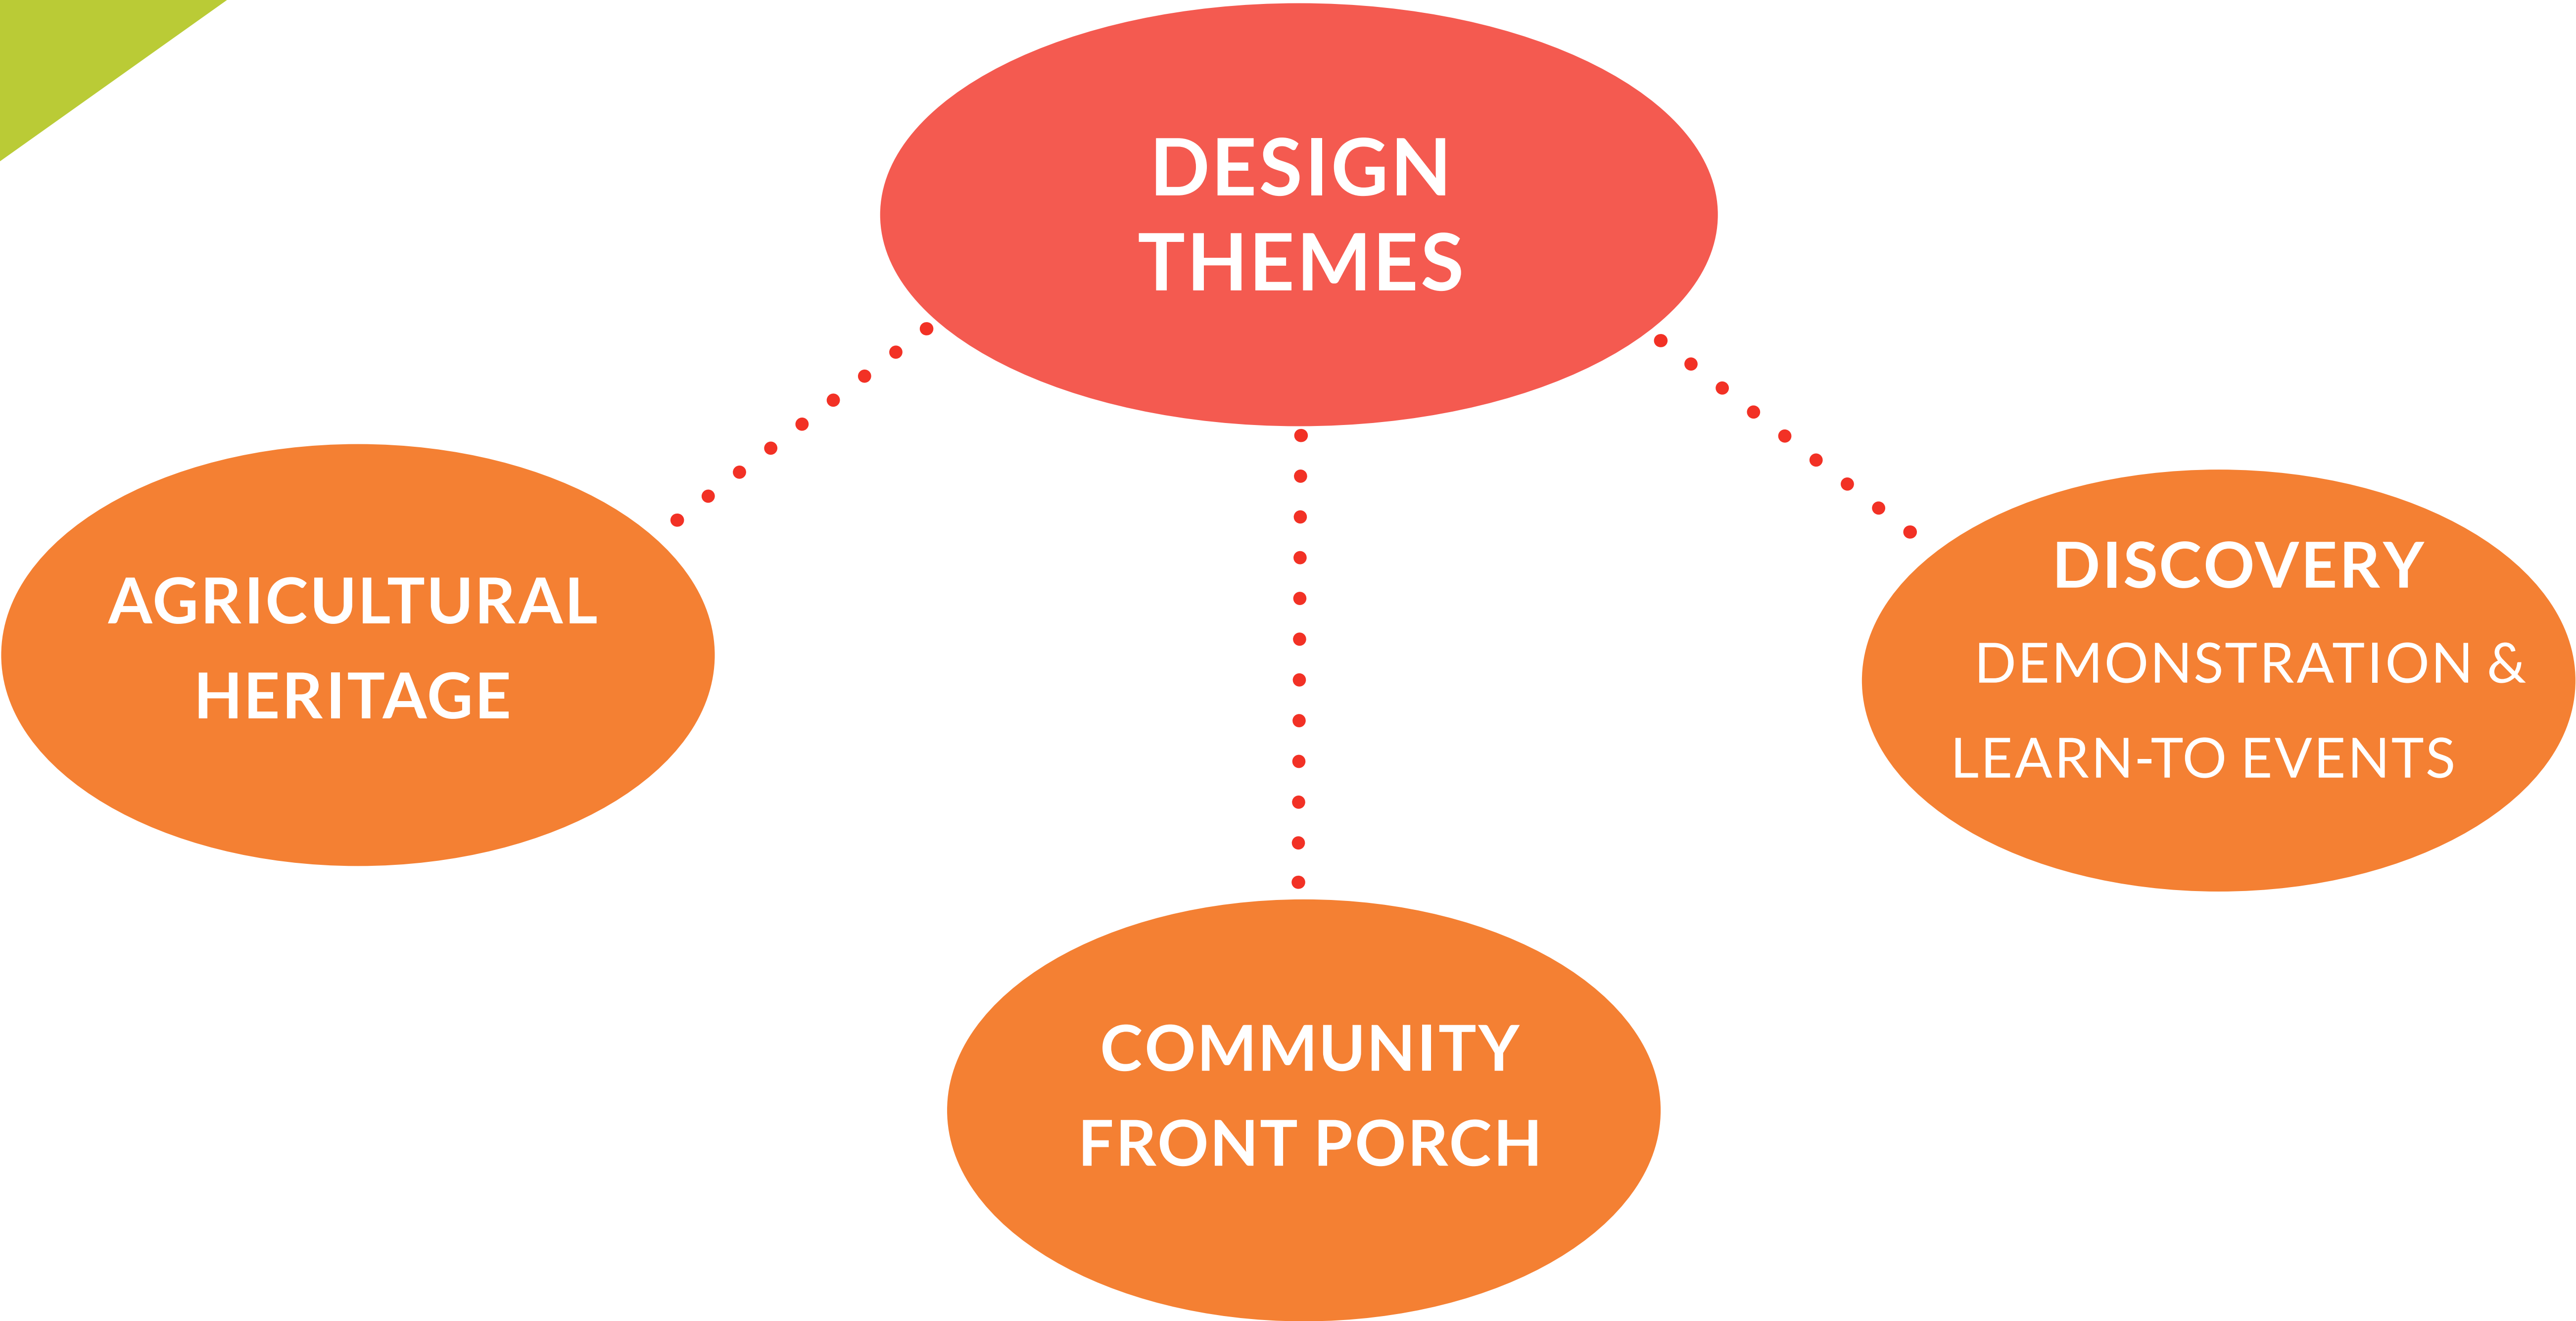 DESIGN
THEMES
AGRICULTURAL
HERITAGE
DISCOVERY
DEMONSTRATION &
LEARN-TO EVENTS
COMMUNITY
FRONT PORCH